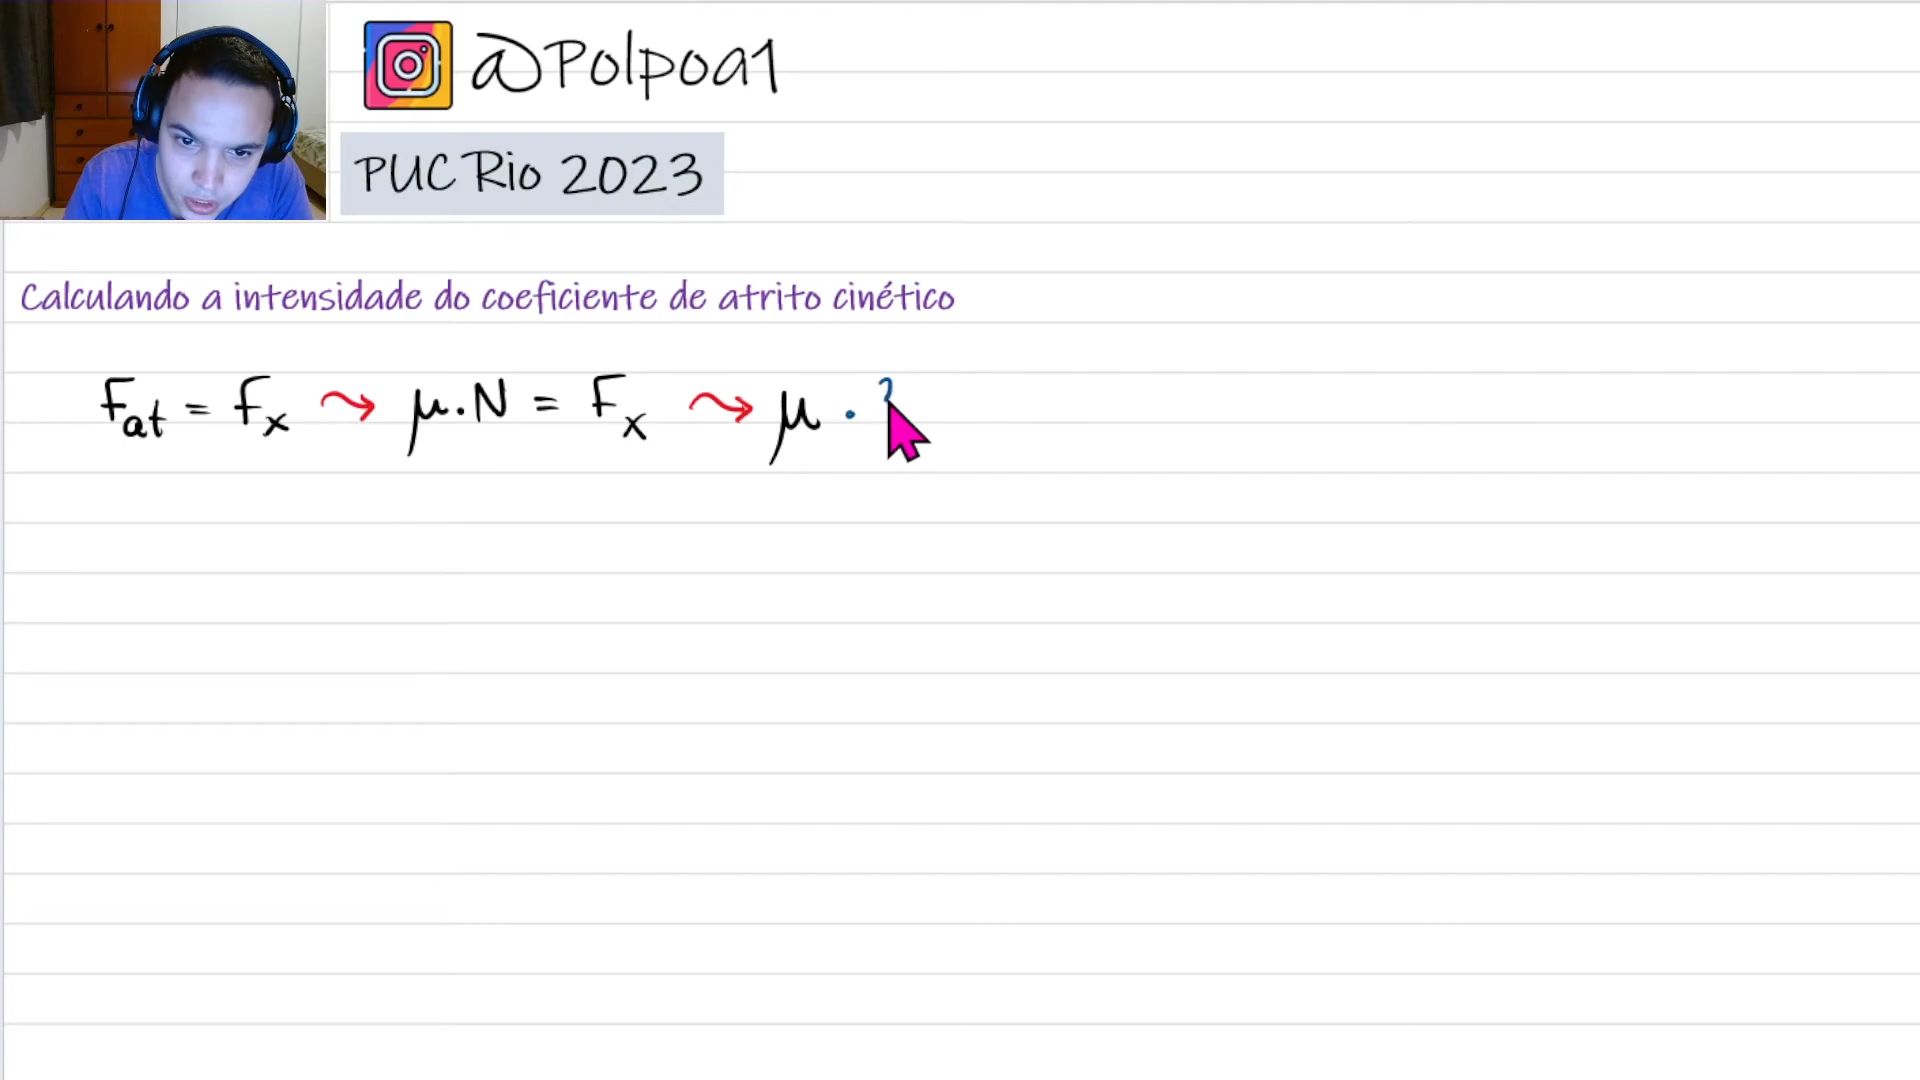 @Polpoa1
PUC Rio 2023
Calculando a intensidade do coeficiente de atrito cinético
Fat = Fx ⤳ μ.N = Fx ⤳ μ .